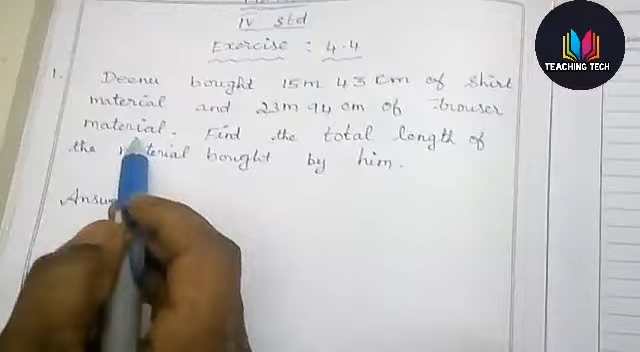 IV std
Exercise : 4.4
1. Deenu bought 15m 43 cm of shirt
material and 23m 94 cm of trouser
material. Find the total length of
the material bought by him.
TEACHING TECH